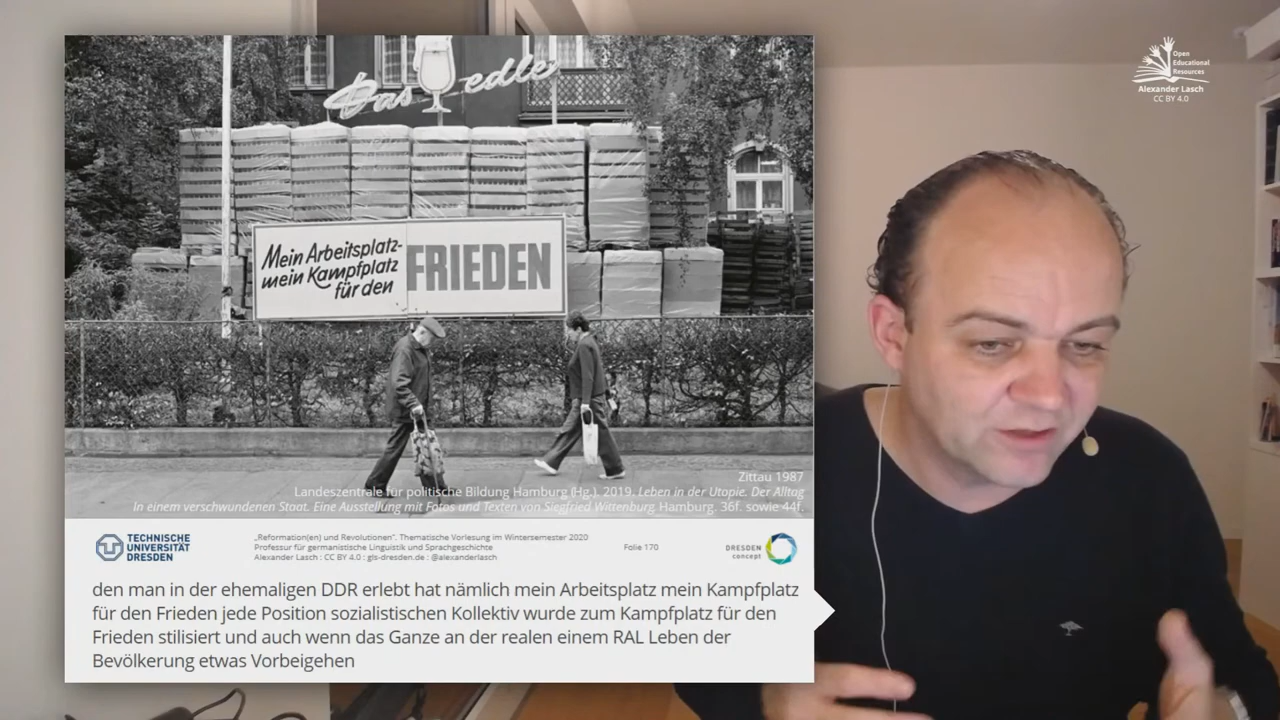 Open
Educational
Resources
Alexander Lasch
CC BY 4.0
Das edle
Mein Arbeitsplatz-
mein Kampfplatz
für den
FRIEDEN
Zittau 1987
Landeszentrale für politische Bildung Hamburg (Hg.). 2019. Leben in der Utopie. Der Alltag
In einem verschwundenen Staat. Eine Ausstellung mit Fotos und Texten von Siegfried Wittenburg. Hamburg. 36f. sowie 44f.
TECHNISCHE
UNIVERSITÄT
DRESDEN
„Reformation(en) und Revolutionen“. Thematische Vorlesung im Wintersemester 2020
Professur für germanistische Linguistik und Sprachgeschichte
Alexander Lasch : CC BY 4.0 : gls-dresden.de : @alexanderlasch
Folie 170
DRESDEN
concept
den man in der ehemaligen DDR erlebt hat nämlich mein Arbeitsplatz mein Kampfplatz
für den Frieden jede Position sozialistischen Kollektiv wurde zum Kampfplatz für den
Frieden stilisiert und auch wenn das Ganze an der realen einem RAL Leben der
Bevölkerung etwas Vorbeigehen